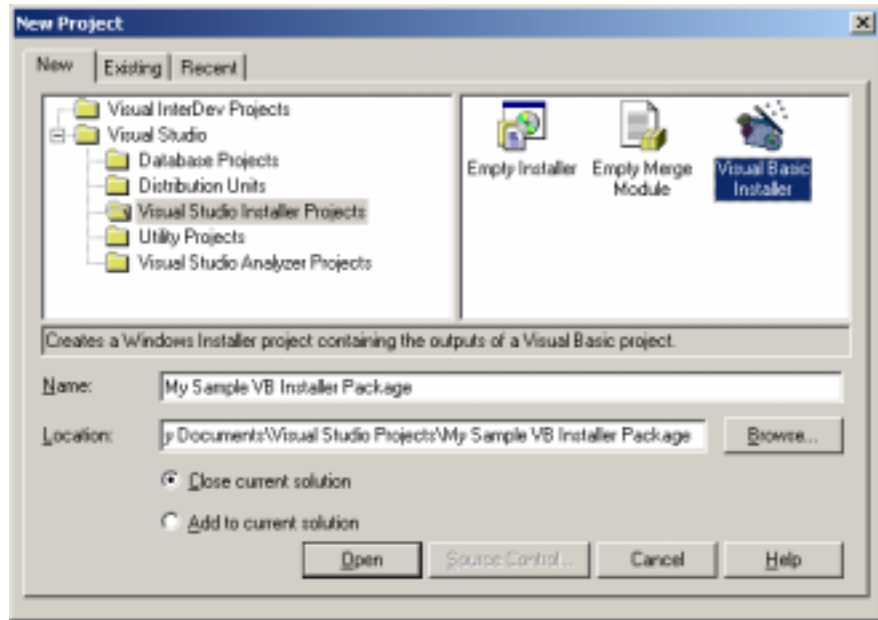 New Project
New Existing Recent
Visual InterDev Projects
Visual Studio
Database Projects
Distribution Units
Visual Studio Installer Projects
Utility Projects
Visual Studio Analyzer Projects
Empty Installer
Empty Merge
Module
Visual Basic
Installer
Creates a Windows Installer project containing the outputs of a Visual Basic project.
Name: My Sample VB Installer Package
Location: y Documents\Visual Studio Projects\My Sample VB Installer Package Browse...
Close current solution
Add to current solution
Open Source Control... Cancel Help